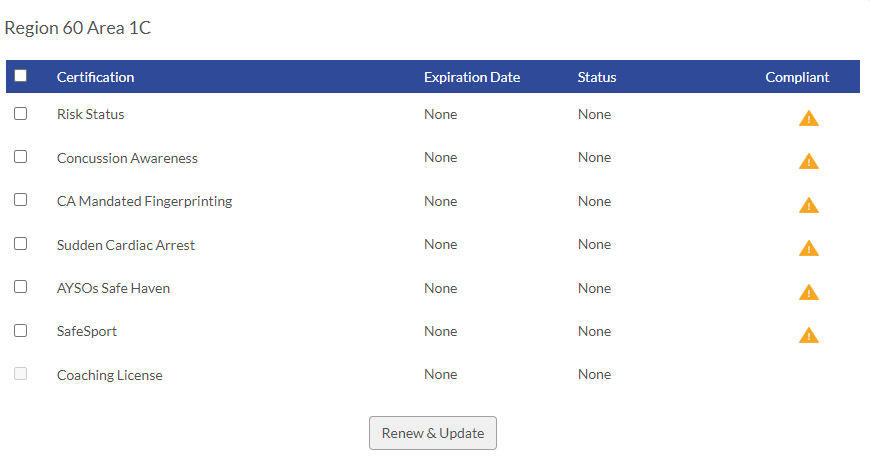 Region 60 Area 1C
Certification Expiration Date Status Compliant
Risk Status None None
Concussion Awareness None None
CA Mandated Fingerprinting None None
Sudden Cardiac Arrest None None
AYSOs Safe Haven None None
SafeSport None None
Coaching License None None
Renew & Update